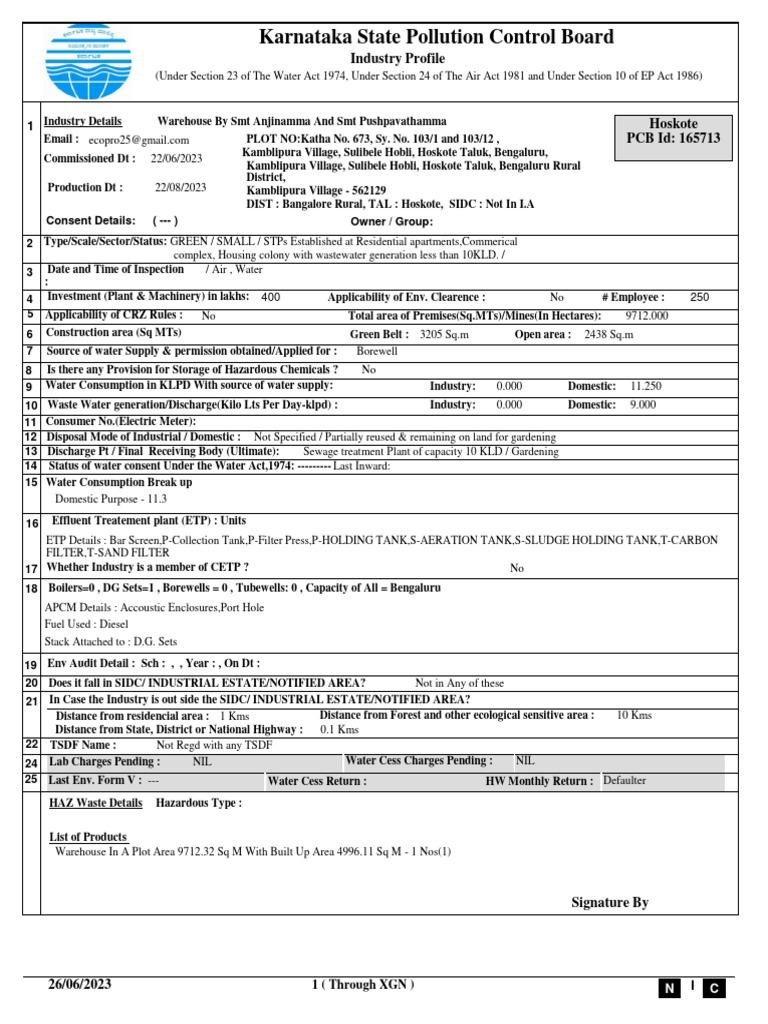 Karnataka State Pollution Control Board
Industry Profile
(Under Section 23 of The Water Act 1974, Under Section 24 of The Air Act 1981 and Under Section 10 of EP Act 1986)
1 Industry Details Warehouse By Smt Anjinamma And Smt Pushpavathamma
Hoskote
PCB Id: 165713
Email : ecopro25@gmail.com PLOT NO:Katha No. 673, Sy. No. 103/1 and 103/12 ,
Commissioned Dt : 22/06/2023 Kamblipura Village, Sulibele Hobli, Hoskote Taluk, Bengaluru,
Kamblipura Village, Sulibele Hobli, Hoskote Taluk, Bengaluru Rural
District,
Production Dt : 22/08/2023 Kamblipura Village - 562129
DIST : Bangalore Rural, TAL : Hoskote, SIDC : Not In I.A
Consent Details: ( --- ) Owner / Group:
2 Type/Scale/Sector/Status: GREEN / SMALL / STPs Established at Residential apartments,Commerical
complex, Housing colony with wastewater generation less than 10KLD. /
3 Date and Time of Inspection / Air , Water
:
4 Investment (Plant & Machinery) in lakhs: 400 Applicability of Env. Clearence : No # Employee : 250
5 Applicability of CRZ Rules : No Total area of Premises(Sq.MTs)/Mines(In Hectares): 9712.000
6 Construction area (Sq MTs) Green Belt : 3205 Sq.m Open area : 2438 Sq.m
7 Source of water Supply & permission obtained/Applied for : Borewell
8 Is there any Provision for Storage of Hazardous Chemicals ? No
9 Water Consumption in KLPD With source of water supply: Industry: 0.000 Domestic: 11.250
10 Waste Water generation/Discharge(Kilo Lts Per Day-klpd) : Industry: 0.000 Domestic: 9.000
11 Consumer No.(Electric Meter):
12 Disposal Mode of Industrial / Domestic : Not Specified / Partially reused & remaining on land for gardening
13 Discharge Pt / Final Receiving Body (Ultimate): Sewage treatment Plant of capacity 10 KLD / Gardening
14 Status of water consent Under the Water Act,1974: --------- Last Inward:
15 Water Consumption Break up
Domestic Purpose - 11.3
16 Effluent Treatement plant (ETP) : Units
ETP Details : Bar Screen,P-Collection Tank,P-Filter Press,P-HOLDING TANK,S-AERATION TANK,S-SLUDGE HOLDING TANK,T-CARBON
FILTER,T-SAND FILTER
17 Whether Industry is a member of CETP ? No
18 Boilers=0 , DG Sets=1 , Borewells = 0 , Tubewells: 0 , Capacity of All = Bengaluru
APCM Details : Accoustic Enclosures,Port Hole
Fuel Used : Diesel
Stack Attached to : D.G. Sets
19 Env Audit Detail : Sch : , , Year : , On Dt :
20 Does it fall in SIDC/ INDUSTRIAL ESTATE/NOTIFIED AREA? Not in Any of these
21 In Case the Industry is out side the SIDC/ INDUSTRIAL ESTATE/NOTIFIED AREA?
Distance from residencial area : 1 Kms Distance from Forest and other ecological sensitive area : 10 Kms
Distance from State, District or National Highway : 0.1 Kms
22 TSDF Name : Not Regd with any TSDF
24 Lab Charges Pending : NIL Water Cess Charges Pending : NIL
25 Last Env. Form V : --- Water Cess Return : HW Monthly Return : Defaulter
HAZ Waste Details Hazardous Type :
List of Products
Warehouse In A Plot Area 9712.32 Sq M With Built Up Area 4996.11 Sq M - 1 Nos(1)
Signature By
26/06/2023 1 ( Through XGN ) N I C